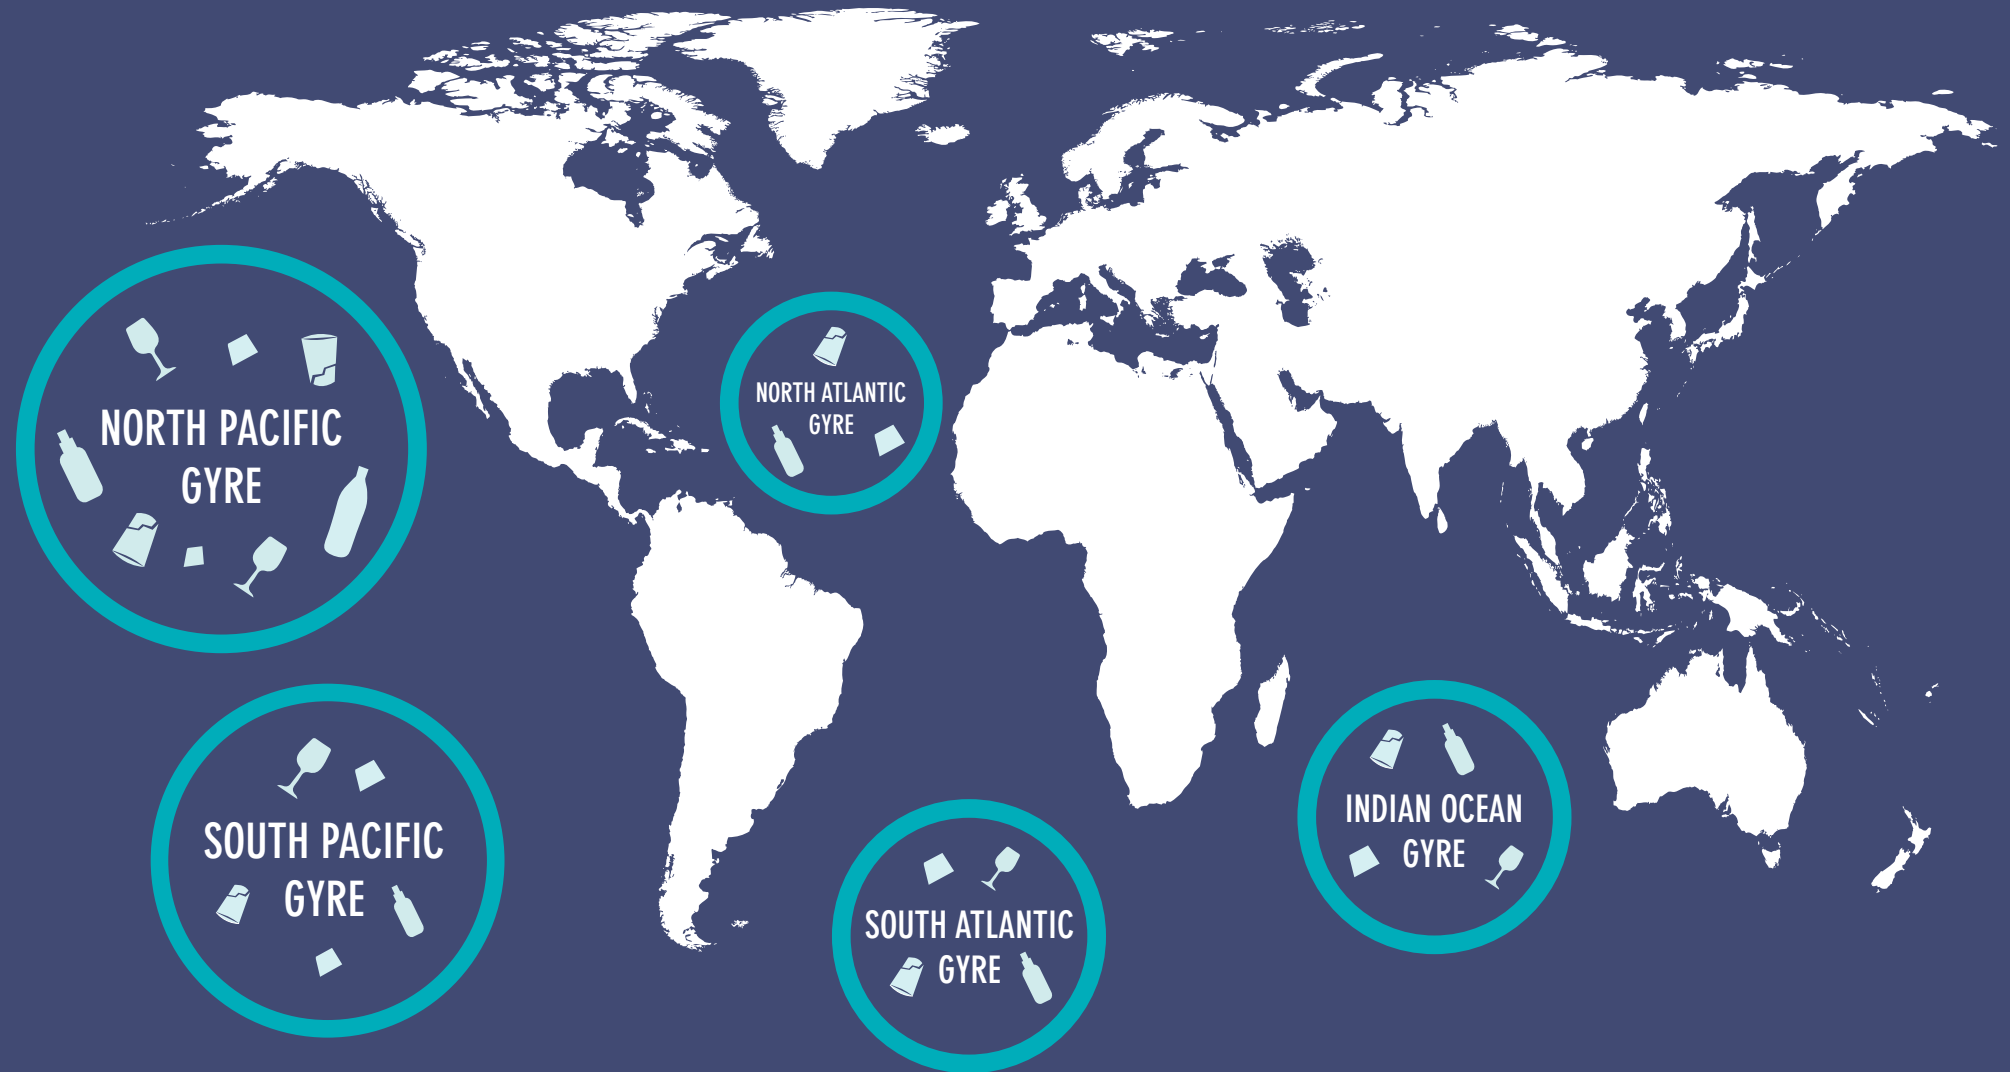 NORTH PACIFIC
GYRE
NORTH ATLANTIC
GYRE
SOUTH PACIFIC
GYRE
SOUTH ATLANTIC
GYRE
INDIAN OCEAN
GYRE